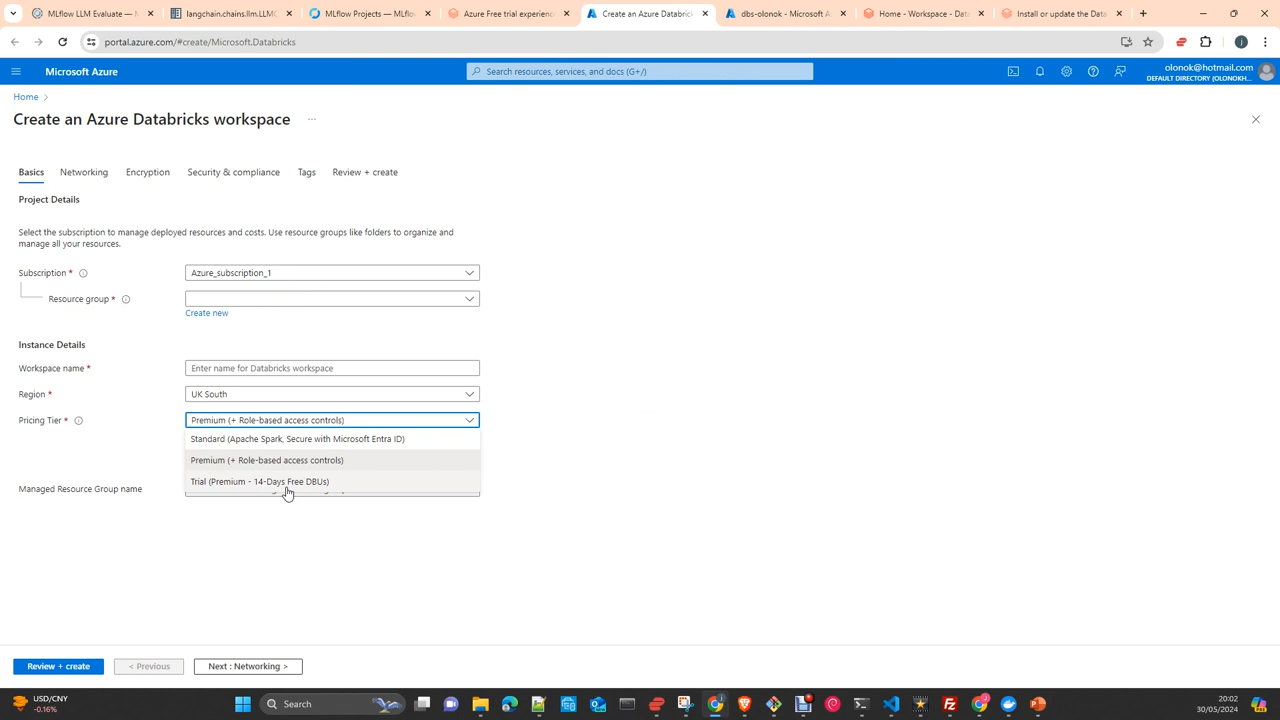 MLflow LLM Evaluate — M
langchain.chains.llm.LLMC
MLflow Projects — MLflow
Azure Free trial experienc
Create an Azure Databrick
dbs-olonok - Microsoft A
Home - Workspace - Data
Install or update the Data
portal.azure.com/#create/Microsoft.Databricks
Microsoft Azure
Search resources, services, and docs (G+/)
olonok@hotmail.com
DEFAULT DIRECTORY (OLONOKH...
Home
Create an Azure Databricks workspace
Basics
Networking
Encryption
Security & compliance
Tags
Review + create
Project Details
Select the subscription to manage deployed resources and costs. Use resource groups like folders to organize and
manage all your resources.
Subscription *
Azure_subscription_1
Resource group *
Create new
Instance Details
Workspace name *
Enter name for Databricks workspace
Region *
UK South
Pricing Tier *
Premium (+ Role-based access controls)
Standard (Apache Spark, Secure with Microsoft Entra ID)
Premium (+ Role-based access controls)
Trial (Premium - 14-Days Free DBUs)
Managed Resource Group name
Review + create
< Previous
Next : Networking >
USD/CNY
-0.16%
Search
20:02
30/05/2024